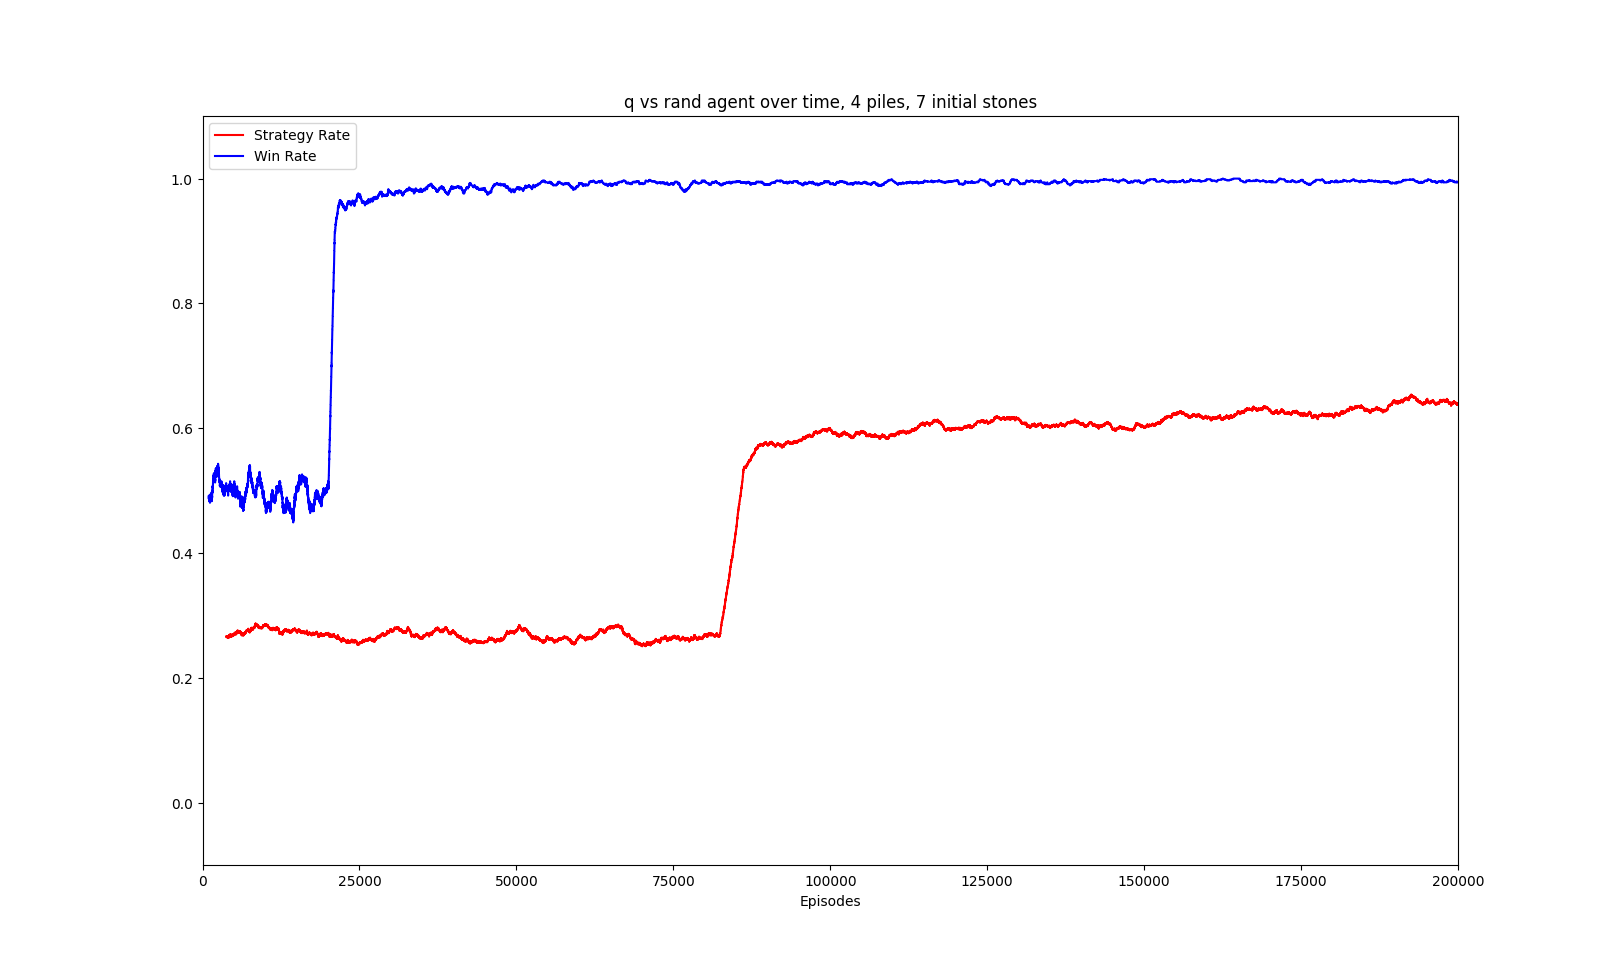 q vs rand agent over time, 4 piles, 7 initial stones
Strategy Rate
Win Rate
1.0
0.8
0.6
0.4
0.2
0.0
0 25000 50000 75000 100000 125000 150000 175000 200000
Episodes